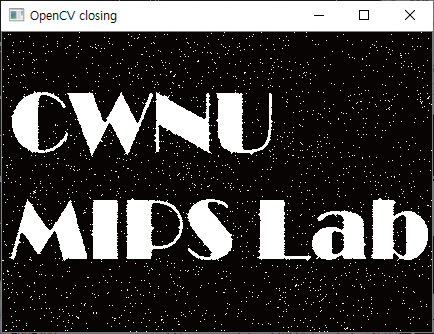 OpenCV closing
CWNU
MIPS Lab